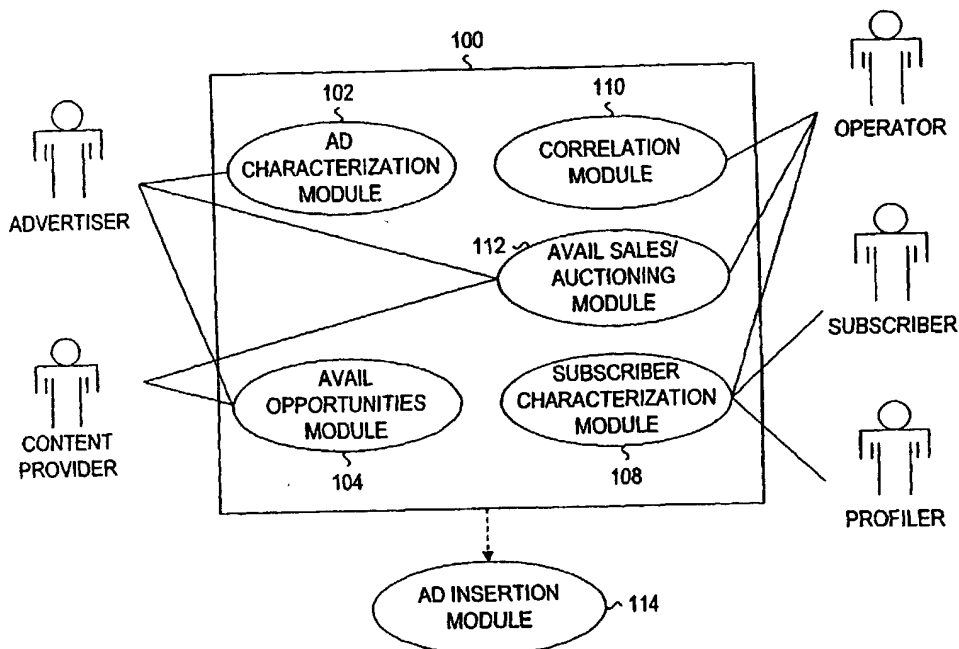 100
102
AD
CHARACTERIZATION
MODULE
110
CORRELATION
MODULE
OPERATOR
ADVERTISER
112
AVAIL SALES/
AUCTIONING
MODULE
SUBSCRIBER
AVAIL
OPPORTUNITIES
MODULE
104
SUBSCRIBER
CHARACTERIZATION
MODULE
108
CONTENT
PROVIDER
PROFILER
AD INSERTION
MODULE
114